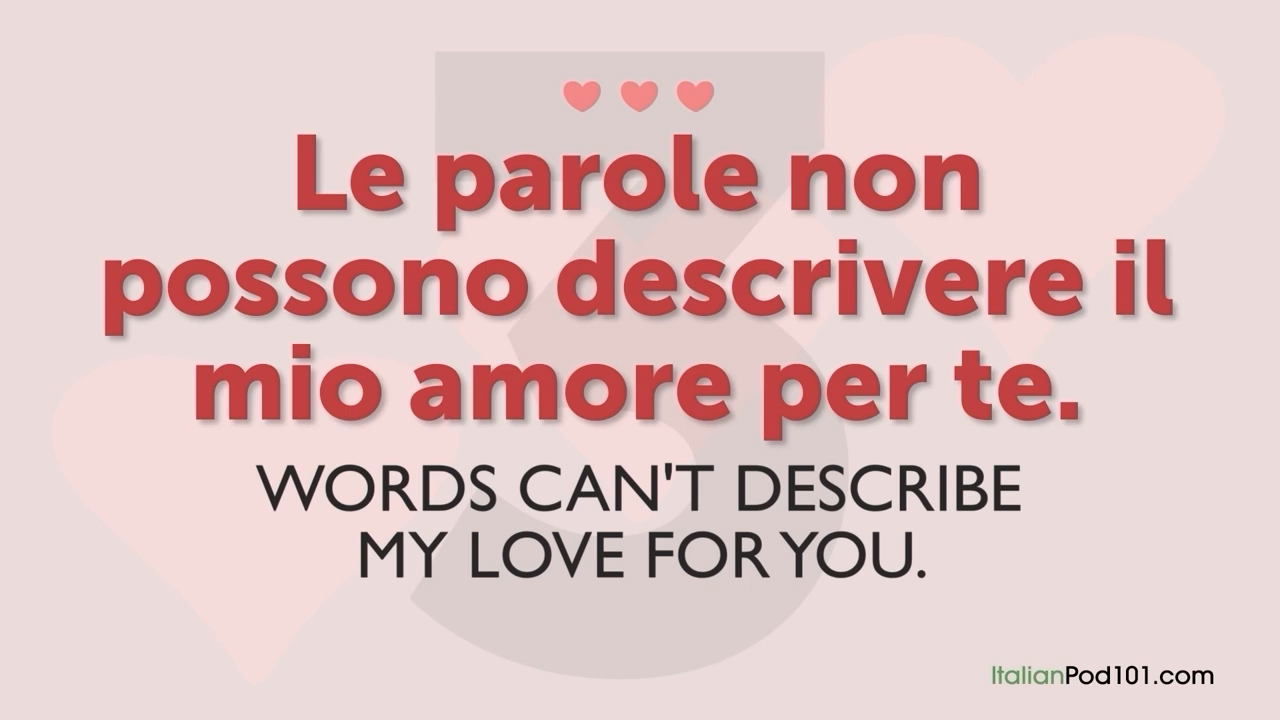 Le parole non
possono descrivere il
mio amore per te.
WORDS CAN'T DESCRIBE
MY LOVE FOR YOU.
ItalianPod101.com